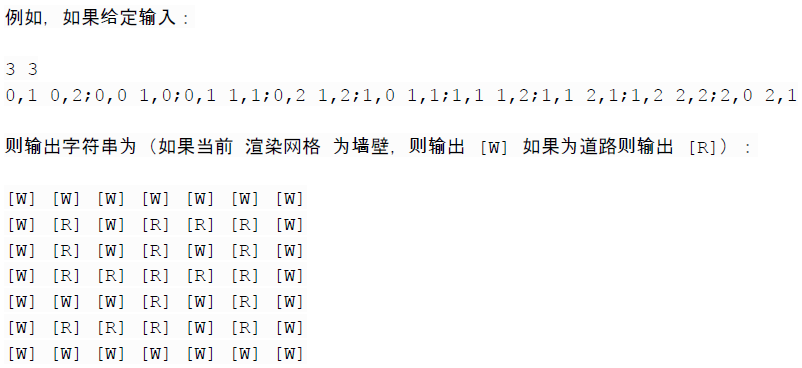 例如, 如果给定输入：
3 3
0,1 0,2;0,0 1,0;0,1 1,1;0,2 1,2;1,0 1,1;1,1 1,2;1,1 2,1;1,2 2,2;2,0 2,1
则输出字符串为 (如果当前 渲染网格 为墙壁, 则输出 [W] 如果为道路则输出 [R])：
[W] [W] [W] [W] [W] [W] [W]
[W] [R] [W] [R] [R] [R] [W]
[W] [R] [W] [R] [W] [R] [W]
[W] [R] [R] [R] [R] [R] [W]
[W] [W] [W] [R] [W] [R] [W]
[W] [R] [R] [R] [W] [R] [W]
[W] [W] [W] [W] [W] [W] [W]